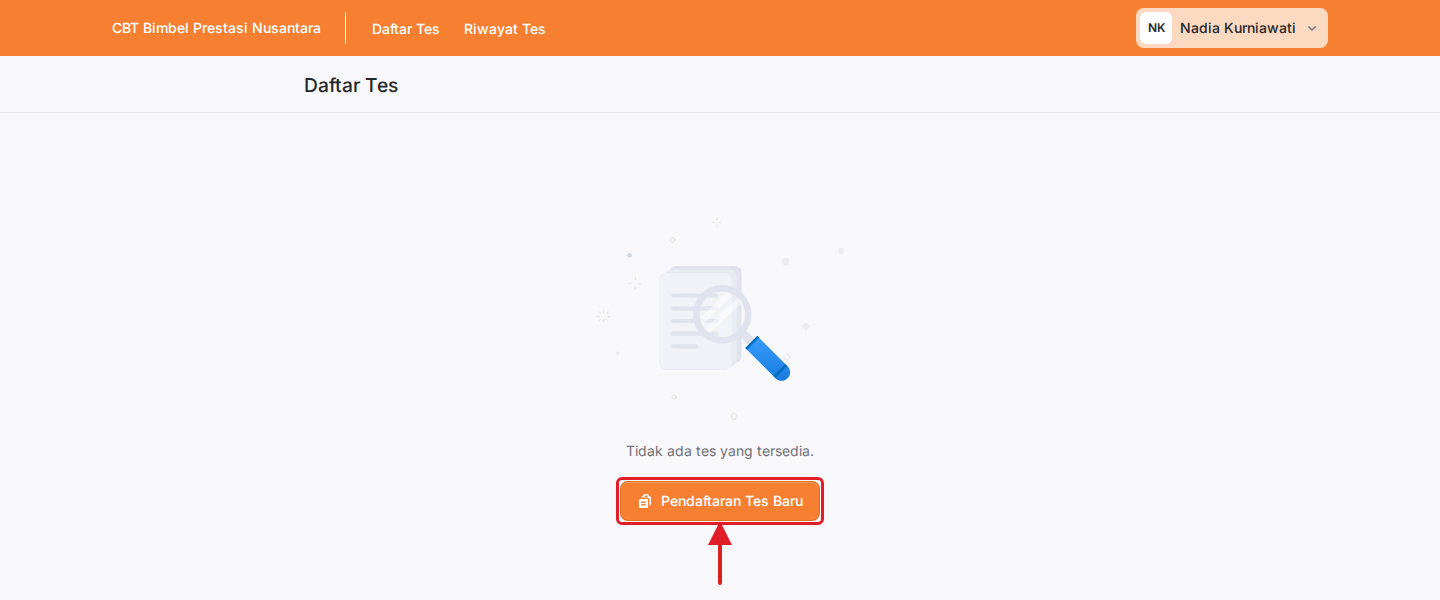 CBT Bimbel Prestasi Nusantara
Daftar Tes
Riwayat Tes
NK
Nadia Kurniawati
Daftar Tes
Tidak ada tes yang tersedia.
Pendaftaran Tes Baru